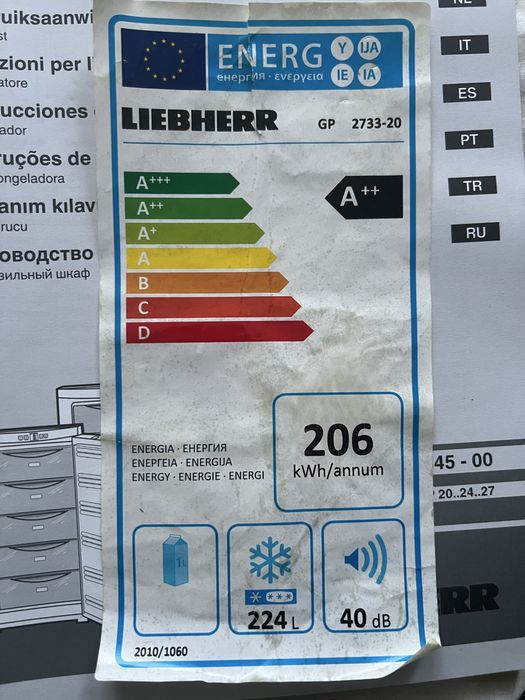 uiksaanwi
st
zioni per l'
atore
ucciones
ador
ruções de
ongeladora
anım kılav
rucu
оводство
зильный шкаф
IT
ES
PT
TR
RU
ENERG Y IJA
енергия · ενεργεια IE IA
LIEBHERR GP 2733-20
A+++
A++
A+
A
B
C
D
A++
206
kWh/annum
ENERGIA · ЕНЕРГИЯ
ΕΝΕΡΓΕΙΑ · ENERGIJA
ENERGY · ENERGIE · ENERGI
1L
224 L
40 dB
2010/1060
45 - 00
20..24..27
RR